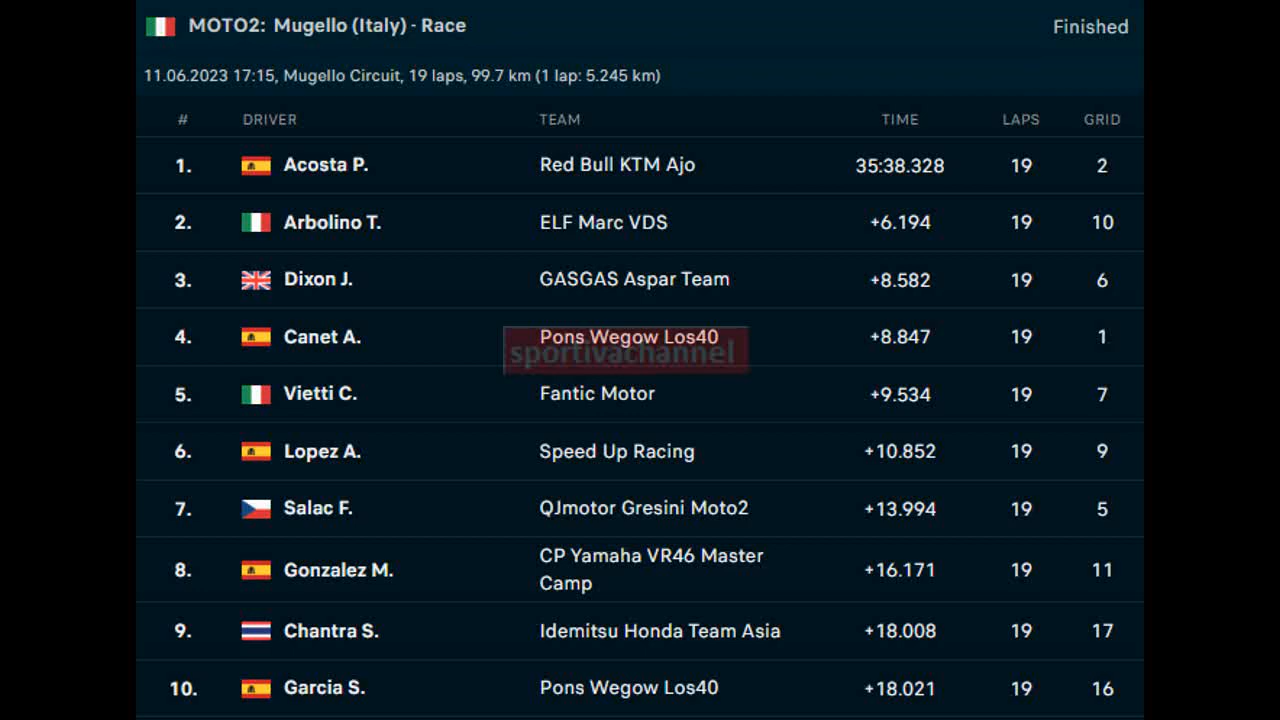 MOTO2: Mugello (Italy) - Race
Finished
11.06.2023 17:15, Mugello Circuit, 19 laps, 99.7 km (1 lap: 5.245 km)
# DRIVER TEAM TIME LAPS GRID
1. Acosta P. Red Bull KTM Ajo 35:38.328 19 2
2. Arbolino T. ELF Marc VDS +6.194 19 10
3. Dixon J. GASGAS Aspar Team +8.582 19 6
4. Canet A. Pons Wegow Los40 +8.847 19 1
sportivachannel
5. Vietti C. Fantic Motor +9.534 19 7
6. Lopez A. Speed Up Racing +10.852 19 9
7. Salac F. QJmotor Gresini Moto2 +13.994 19 5
8. Gonzalez M. CP Yamaha VR46 Master +16.171 19 11
Camp
9. Chantra S. Idemitsu Honda Team Asia +18.008 19 17
10. Garcia S. Pons Wegow Los40 +18.021 19 16